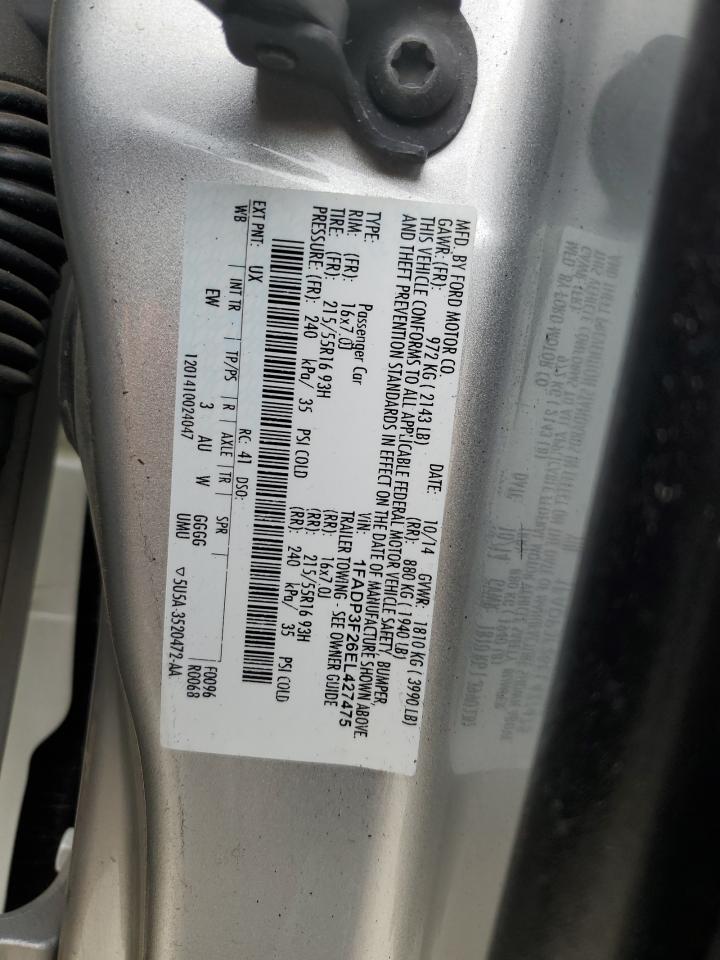 MFD. BY FORD MOTOR CO. DATE: 10/14 GVWR: 1810 KG ( 3990 LB)
GAWR: (FR): 972 KG ( 2143 LB) (RR): 880 KG ( 1940 LB)
THIS VEHICLE CONFORMS TO ALL APPLICABLE FEDERAL MOTOR VEHICLE SAFETY, BUMPER,
AND THEFT PREVENTION STANDARDS IN EFFECT ON THE DATE OF MANUFACTURE SHOWN ABOVE.
VIN: 1FADP3F26EL427475
TYPE: Passenger Car TRAILER TOWING - SEE OWNER GUIDE
RIM: (FR): 16x7.0J (RR): 16x7.0J
TIRE: (FR): 215/55R16 93H (RR): 215/55R16 93H
PRESSURE: (FR): 240 kPa/ 35 PSI COLD (RR): 240 kPa/ 35 PSI COLD
EXT PNT: UX RC: 41 DSO:
WB INT TR TP/PS R AXLE TR SPR F0096
EW 3 AU W GGGG R0068
UMU
1201410024047 ▽5U5A-3520472-AA